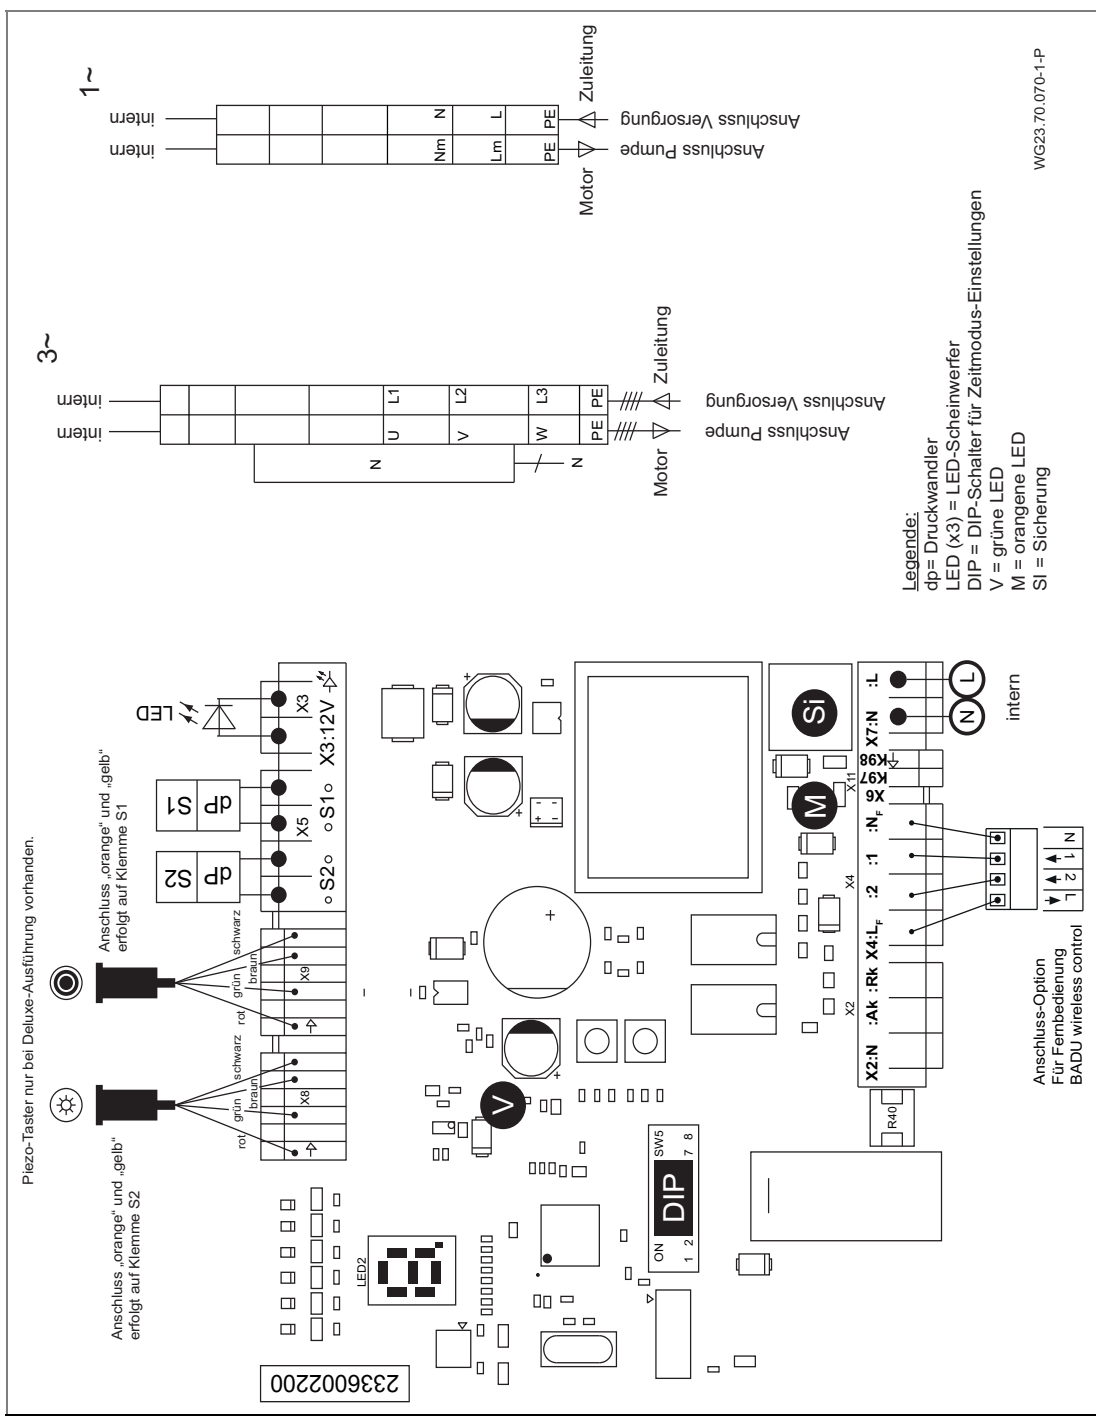 Piezo-Taster nur bei Deluxe-Ausführung vorhanden.
Anschluss „orange“ und „gelb“
erfolgt auf Klemme S2
Anschluss „orange“ und „gelb“
erfolgt auf Klemme S1
rot
grün
braun
schwarz
rot
grün
braun
schwarz
X8
X9
S2
dP
S1
dP
LED
S2
X5
S1
X3:12V
X3
2336002200
LED2
V
ON
DIP
SW5
1 2
7 8
M
Si
R40
X2:N
:Ak
:Rk
X4:LF
:2
:1
:NF
X6
K97
K98
X7:N
:L
X2
X4
X11
N
L
intern
L
2
1
N
Anschluss-Option
Für Fernbedienung
BADU wireless control
3~
intern
intern
L1
L2
L3
PE
U
V
W
PE
N
N
Zuleitung
Motor
Anschluss Versorgung
Anschluss Pumpe
1~
intern
intern
N
L
PE
Nm
Lm
PE
Zuleitung
Motor
Anschluss Versorgung
Anschluss Pumpe
Legende:
dp= Druckwandler
LED (x3) = LED-Scheinwerfer
DIP = DIP-Schalter für Zeitmodus-Einstellungen
V = grüne LED
M = orangene LED
SI = Sicherung
WG23.70.070-1-P